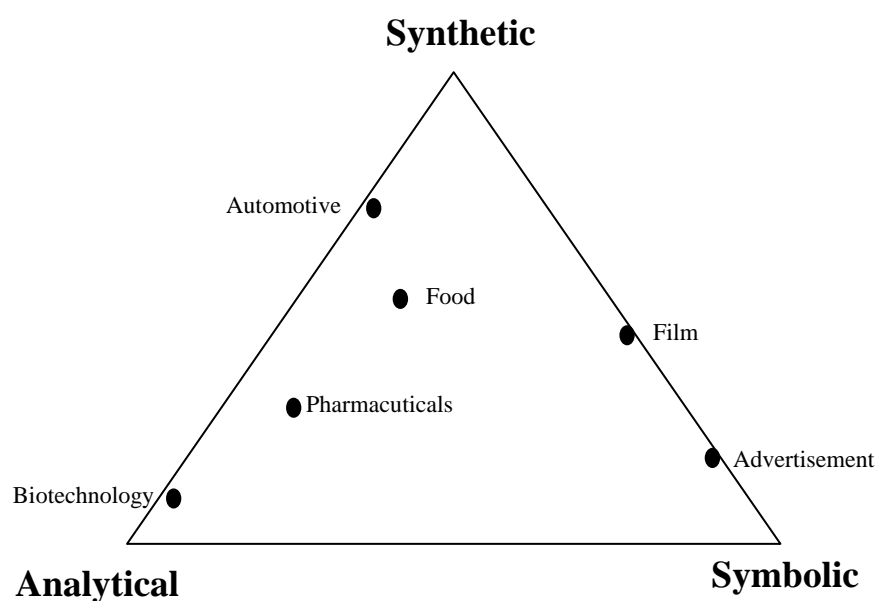 Synthetic
Automotive
Food
Film
Pharmacuticals
Advertisement
Biotechnology
Analytical
Symbolic